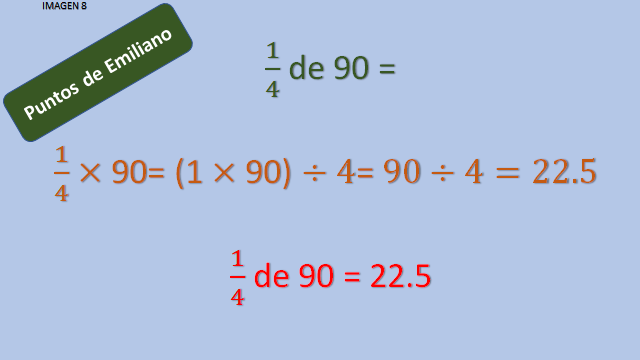 IMAGEN 8
Puntos de Emiliano
1/4 de 90 =
1/4 × 90= (1 × 90) ÷ 4= 90 ÷ 4 = 22.5
1/4 de 90 = 22.5